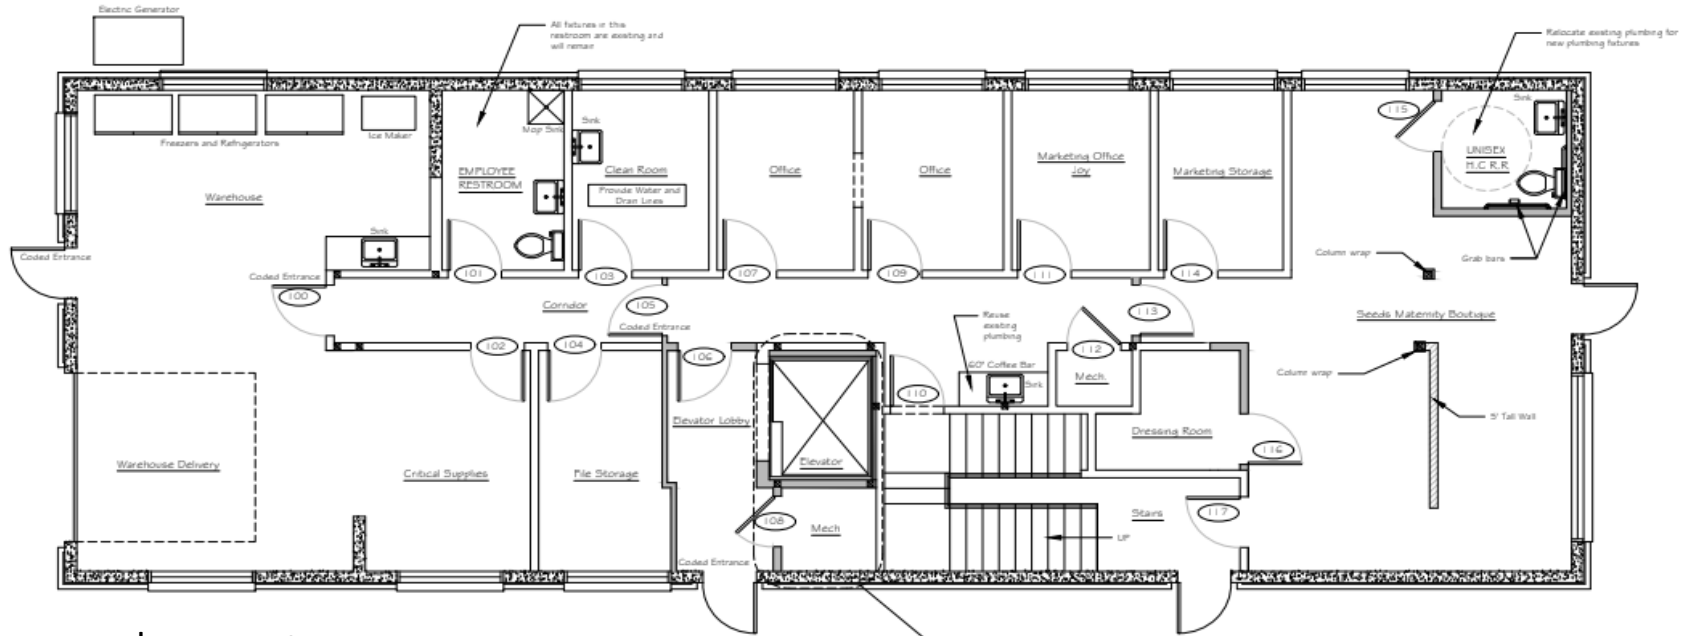 Electric Generator
All fixtures in this
restroom are existing and
will remain
Relocate existing plumbing for
new plumbing fixtures
Freezers and Refrigerators
Ice Maker
Mop Sink
Sink
Sink
115
Warehouse
EMPLOYEE
RESTROOM
Clean Room
Provide Water and
Drain Lines
Office
Office
Marketing Office
Joy
Marketing Storage
UNISEX
H.C R.R
Sink
Coded Entrance
Coded Entrance
100
101
103
107
109
111
114
Column wrap
Grab bars
Corridor
105
Coded Entrance
113
Reuse
existing
plumbing
Seeds Maternity Boutique
102
104
106
112
60" Coffee Bar
Sink
Mech.
110
Column wrap
Elevator Lobby
Dressing Room
5' Tall Wall
116
Warehouse Delivery
Critical Supplies
File Storage
Elevator
108
Mech
Stairs
117
UP
Coded Entrance